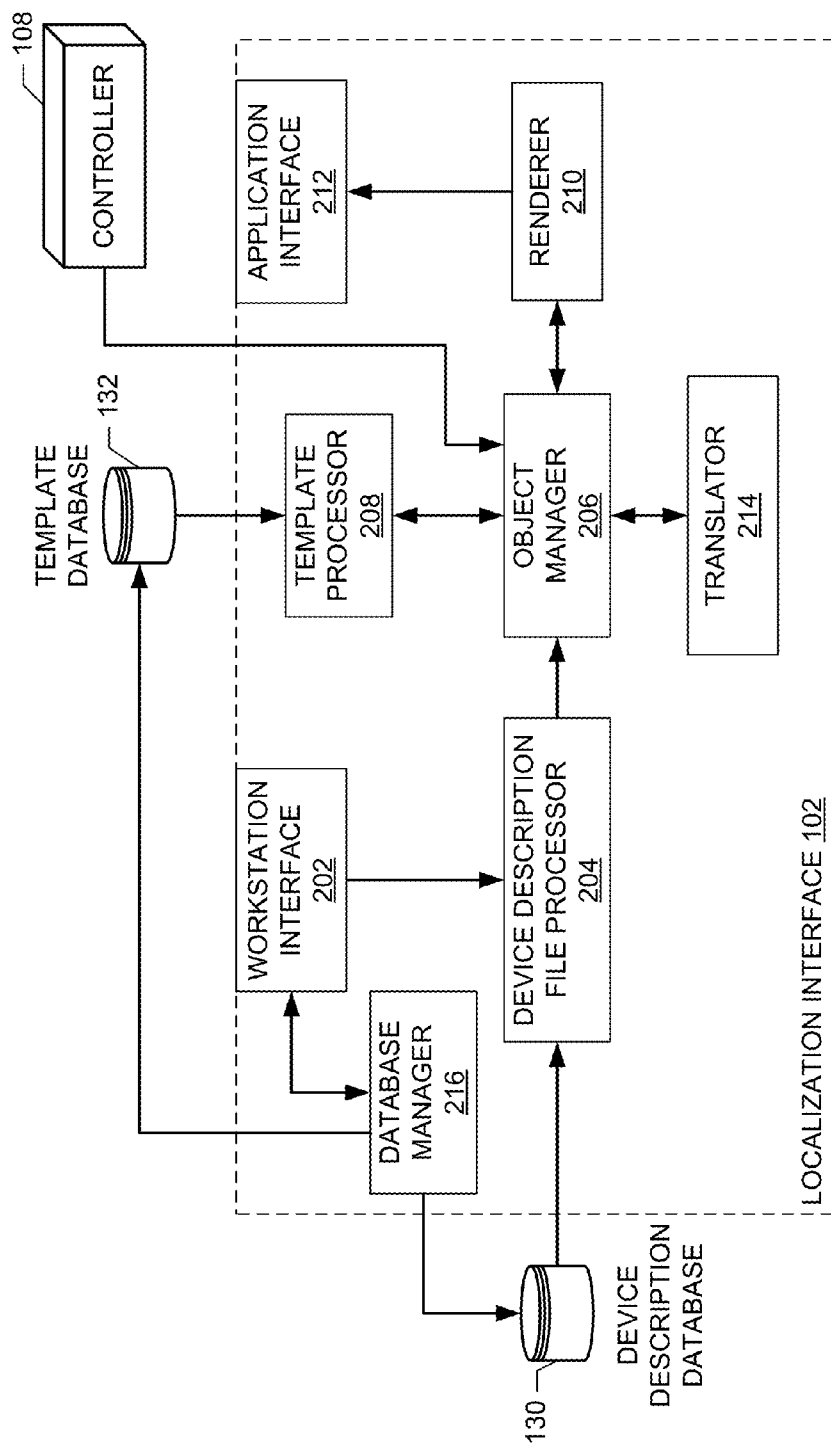 108
CONTROLLER
TEMPLATE
DATABASE
132
APPLICATION
INTERFACE
212
TEMPLATE
PROCESSOR
208
WORKSTATION
INTERFACE
202
DATABASE
MANAGER
216
RENDERER
210
OBJECT
MANAGER
206
DEVICE DESCRIPTION
FILE PROCESSOR
204
TRANSLATOR
214
130
DEVICE
DESCRIPTION
DATABASE
LOCALIZATION INTERFACE 102